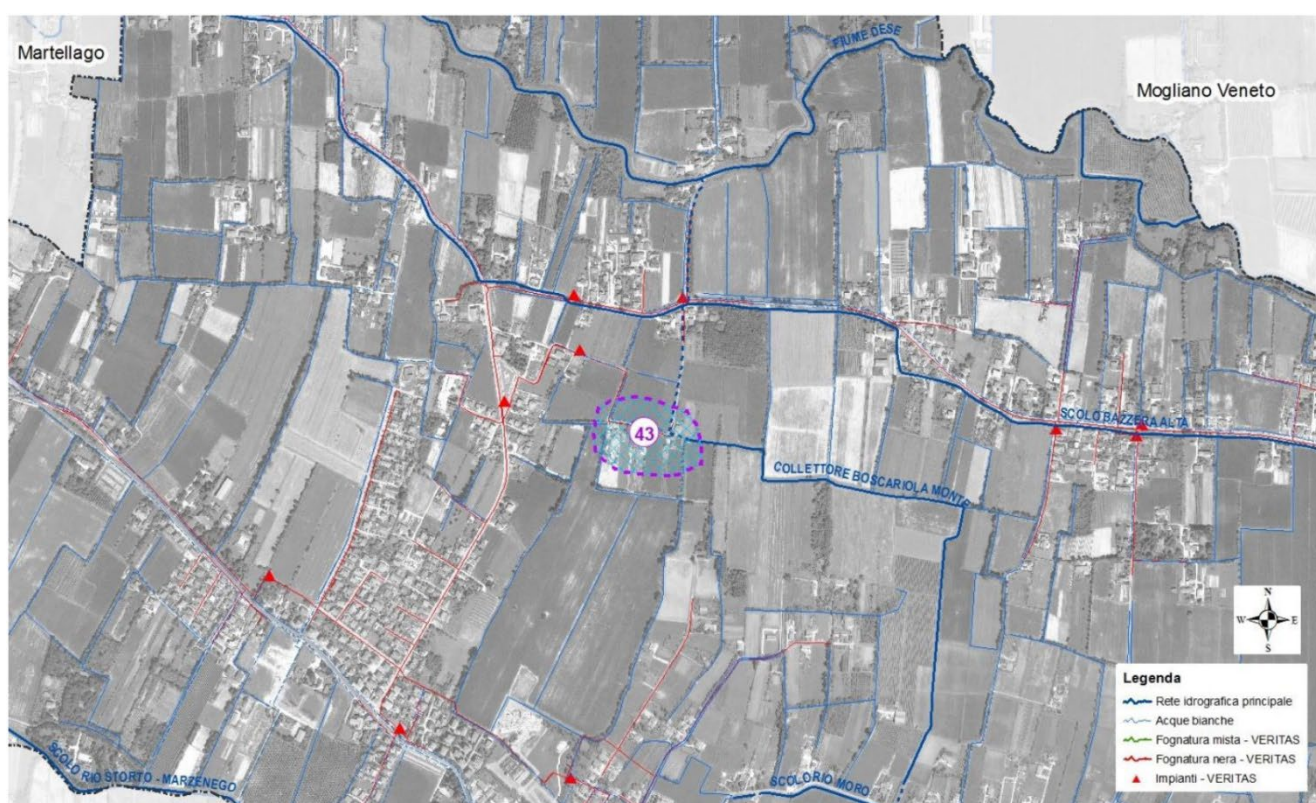 Martellago
FIUME DESE
Mogliano Veneto
SCOLO BAZZERA ALTA
43
COLLETTORE BOSCARIOLA MONTE
N
W E
S
Legenda
Rete idrografica principale
Acque bianche
Fognatura mista - VERITAS
Fognatura nera - VERITAS
Impianti - VERITAS
SCOLO RIO STORTO - MARZENEGO
SCOLO RIO MORO